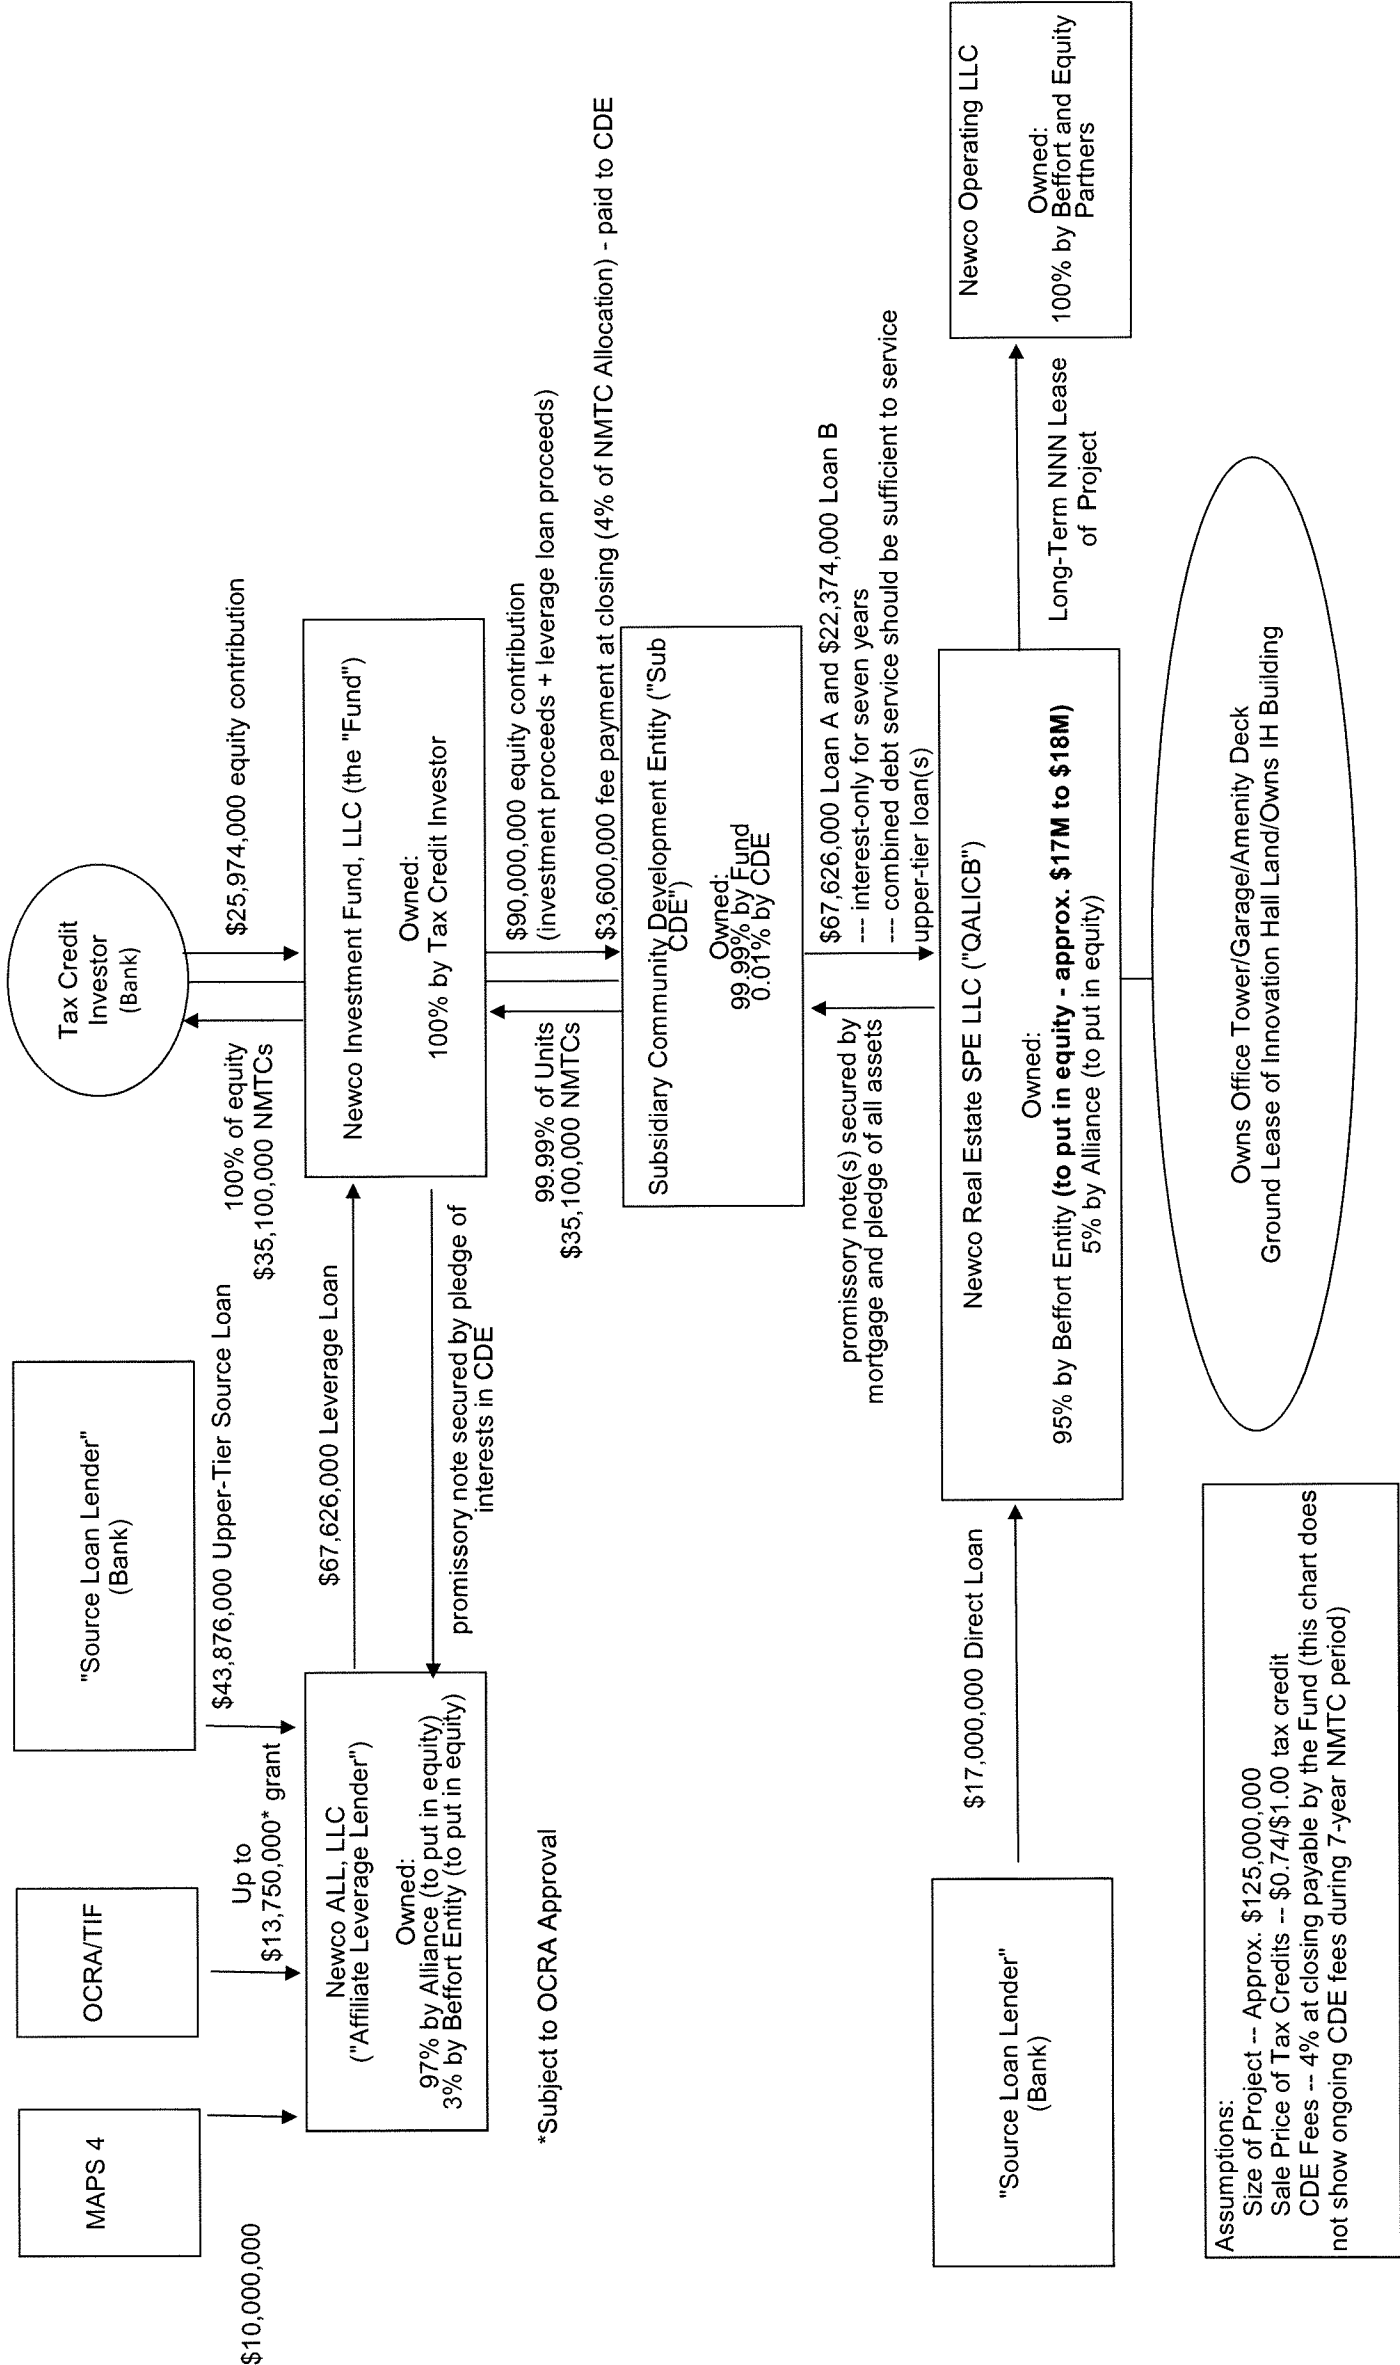 MAPS 4
$10,000,000
OCRA/TIF
Up to
$13,750,000* grant
"Source Loan Lender"
(Bank)
$43,876,000 Upper-Tier Source Loan
Tax Credit
Investor
(Bank)
100% of equity
$35,100,000 NMTCs
$25,974,000 equity contribution
Newco ALL, LLC
("Affiliate Leverage Lender")
Owned:
97% by Alliance (to put in equity)
3% by Beffort Entity (to put in equity)
$67,626,000 Leverage Loan
promissory note secured by pledge of
interests in CDE
Newco Investment Fund, LLC (the "Fund")
Owned:
100% by Tax Credit Investor
*Subject to OCRA Approval
99.99% of Units
$35,100,000 NMTCs
$90,000,000 equity contribution
(investment proceeds + leverage loan proceeds)
$3,600,000 fee payment at closing (4% of NMTC Allocation) - paid to CDE
Subsidiary Community Development Entity ("Sub
CDE")
Owned:
99.99% by Fund
0.01% by CDE
promissory note(s) secured by
mortgage and pledge of all assets
$67,626,000 Loan A and $22,374,000 Loan B
--- interest-only for seven years
--- combined debt service should be sufficient to service
upper-tier loan(s)
"Source Loan Lender"
(Bank)
$17,000,000 Direct Loan
Newco Real Estate SPE LLC ("QALICB")
Owned:
95% by Beffort Entity (to put in equity - approx. $17M to $18M)
5% by Alliance (to put in equity)
Long-Term NNN Lease
of Project
Newco Operating LLC
Owned:
100% by Beffort and Equity
Partners
Owns Office Tower/Garage/Amenity Deck
Ground Lease of Innovation Hall Land/Owns IH Building
Assumptions:
Size of Project -- Approx. $125,000,000
Sale Price of Tax Credits -- $0.74/$1.00 tax credit
CDE Fees -- 4% at closing payable by the Fund (this chart does
not show ongoing CDE fees during 7-year NMTC period)